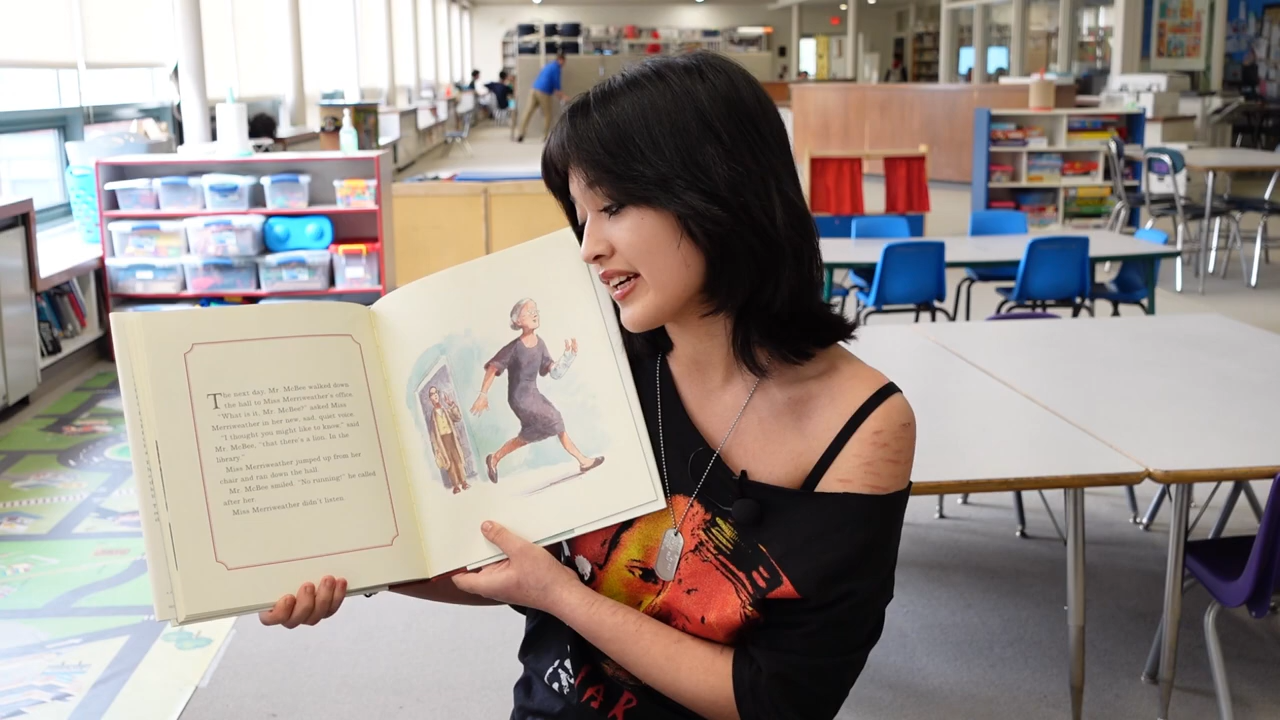 The next day, Mr. McBee walked down
the hall to Miss Merriweather's office.
"What is it, Mr. McBee?" asked Miss
Merriweather in her new, sad, quiet voice.
"I thought you might like to know," said
Mr. McBee, "that there's a lion. In the
library."
Miss Merriweather jumped up from her
chair and ran down the hall.
Mr. McBee smiled. "No running!" he called
after her.
Miss Merriweather didn't listen.